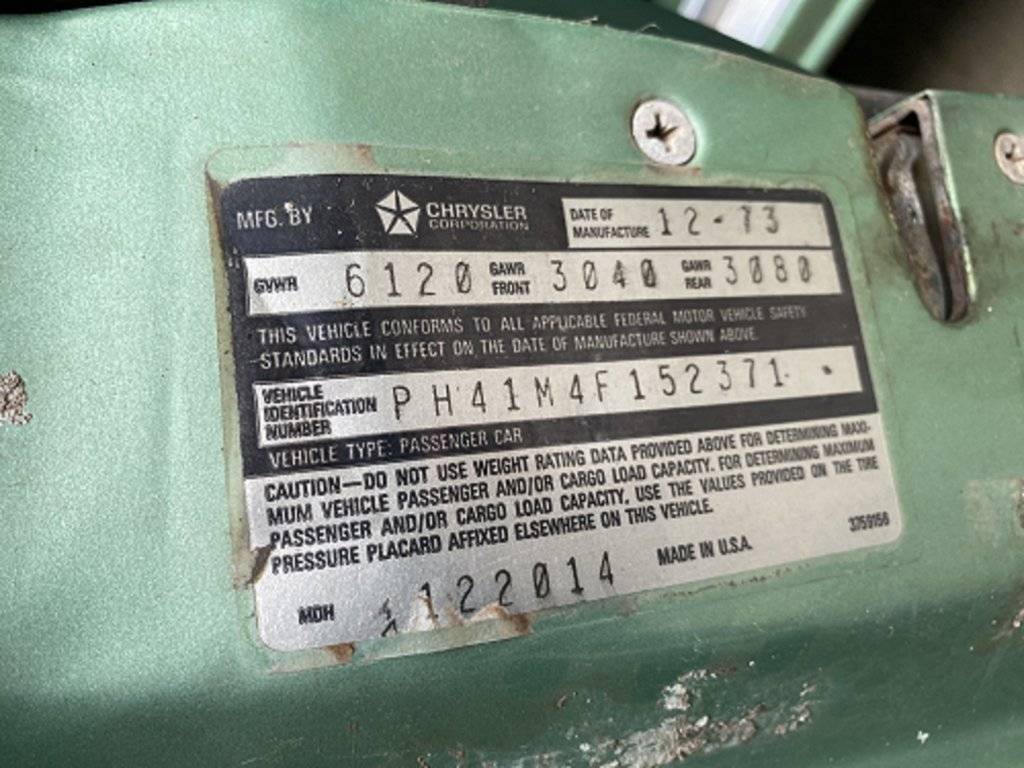 MFG. BY CHRYSLER CORPORATION DATE OF MANUFACTURE 12-73
GVWR 6120 GAWR FRONT 3040 GAWR REAR 3080
THIS VEHICLE CONFORMS TO ALL APPLICABLE FEDERAL MOTOR VEHICLE SAFETY
STANDARDS IN EFFECT ON THE DATE OF MANUFACTURE SHOWN ABOVE.
VEHICLE IDENTIFICATION NUMBER PH41M4F152371
VEHICLE TYPE: PASSENGER CAR
CAUTION—DO NOT USE WEIGHT RATING DATA PROVIDED ABOVE FOR DETERMINING MAXI-
MUM VEHICLE PASSENGER AND/OR CARGO LOAD CAPACITY. FOR DETERMINING MAXIMUM
PASSENGER AND/OR CARGO LOAD CAPACITY, USE THE VALUES PROVIDED ON THE TIRE
PRESSURE PLACARD AFFIXED ELSEWHERE ON THIS VEHICLE.
3759158
MDH 122014 MADE IN U.S.A.